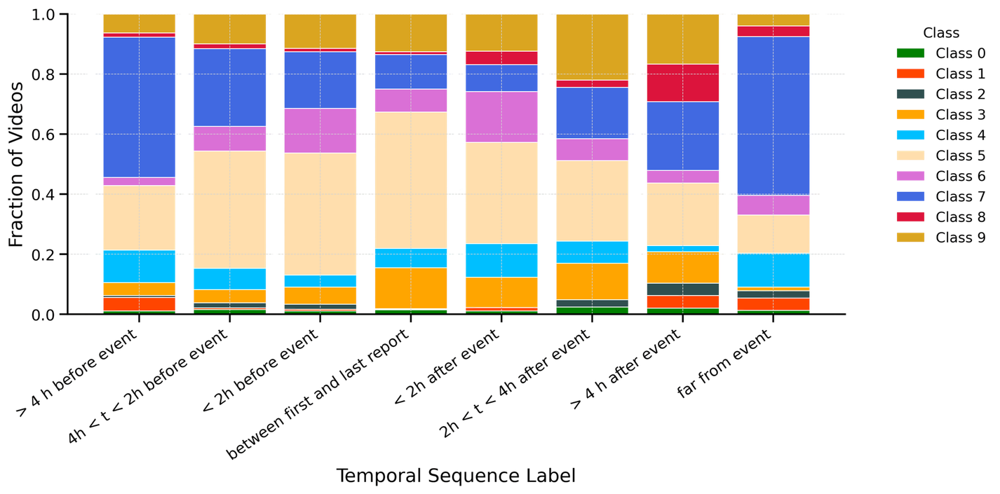 Fraction of Videos
1.0
0.8
0.6
0.4
0.2
0.0
> 4 h before event
4h < t < 2h before event
< 2h before event
between first and last report
< 2h after event
2h < t < 4h after event
> 4 h after event
far from event
Temporal Sequence Label
Class
Class 0
Class 1
Class 2
Class 3
Class 4
Class 5
Class 6
Class 7
Class 8
Class 9